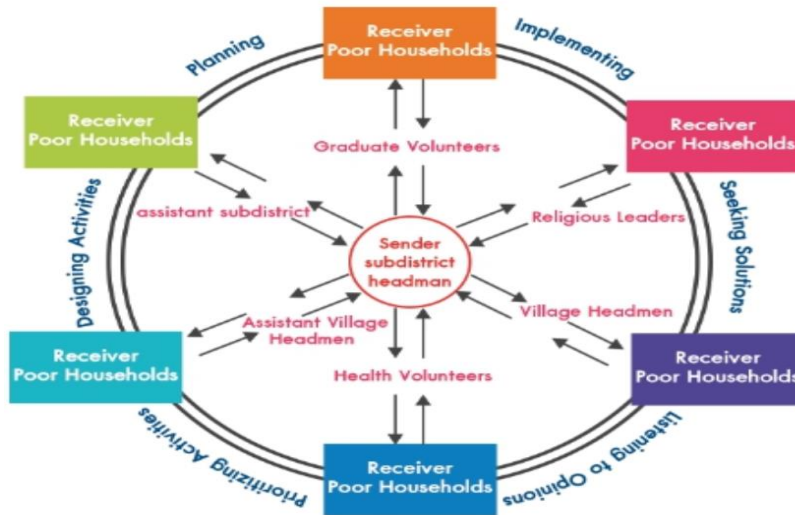 Planning
Implementing
Receiver
Poor Households
Receiver
Poor Households
Receiver
Poor Households
Graduate Volunteers
assistant subdistrict
Religious Leaders
Designing Activities
Seeking Solutions
Sender
subdistrict
headman
Assistant Village
Headmen
Village Headmen
Receiver
Poor Households
Receiver
Poor Households
Health Volunteers
Prioritizing Activities
Listening to Opinions
Receiver
Poor Households